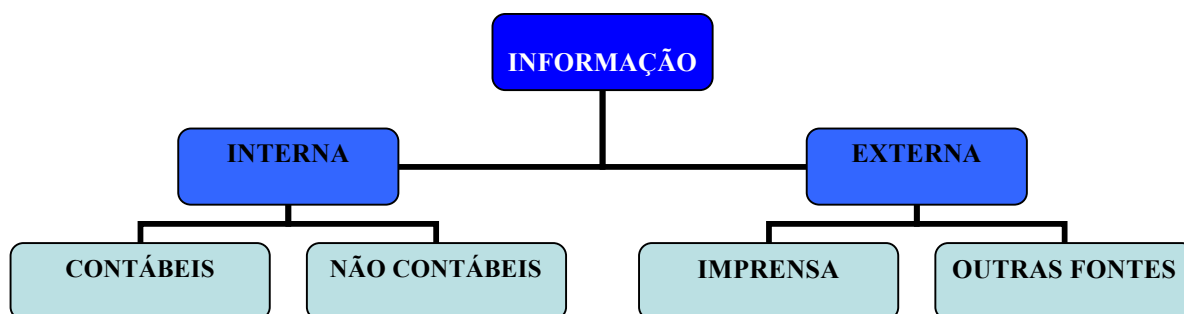 INFORMAÇÃO
INTERNA
EXTERNA
CONTÁBEIS
NÃO CONTÁBEIS
IMPRENSA
OUTRAS FONTES